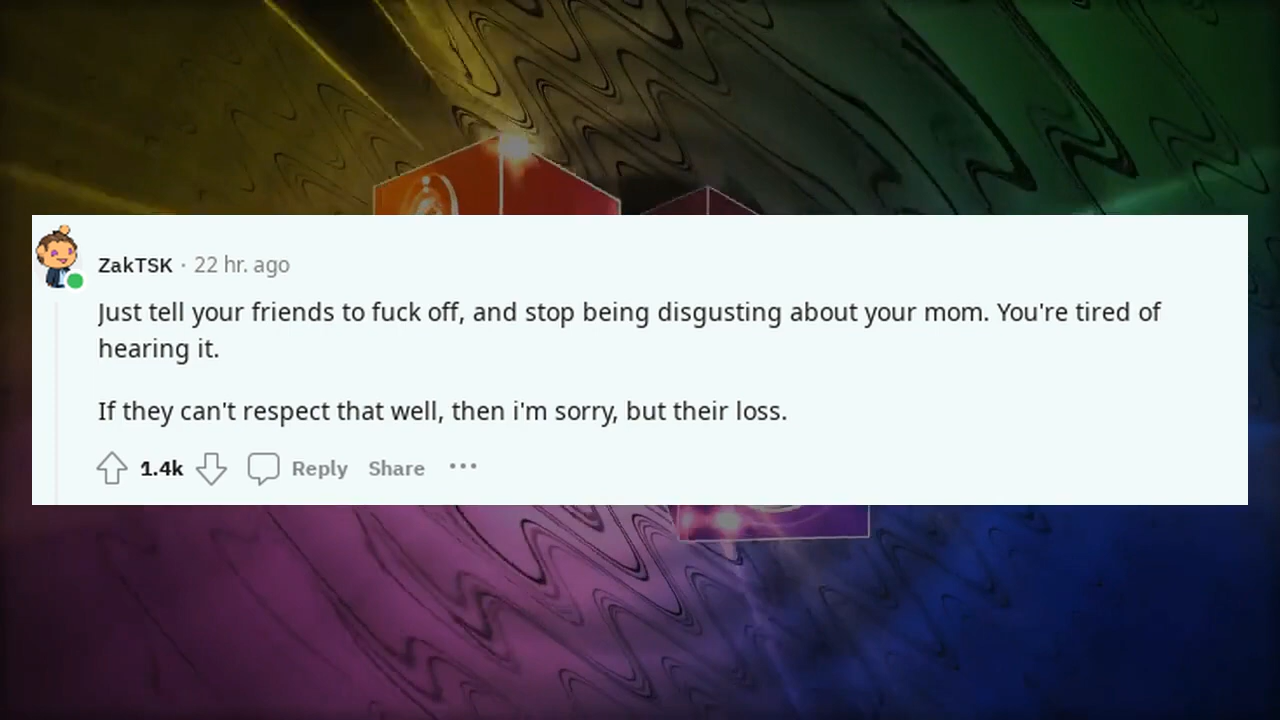 ZakTSK · 22 hr. ago
Just tell your friends to fuck off, and stop being disgusting about your mom. You're tired of
hearing it.
If they can't respect that well, then i'm sorry, but their loss.
1.4k Reply Share ···